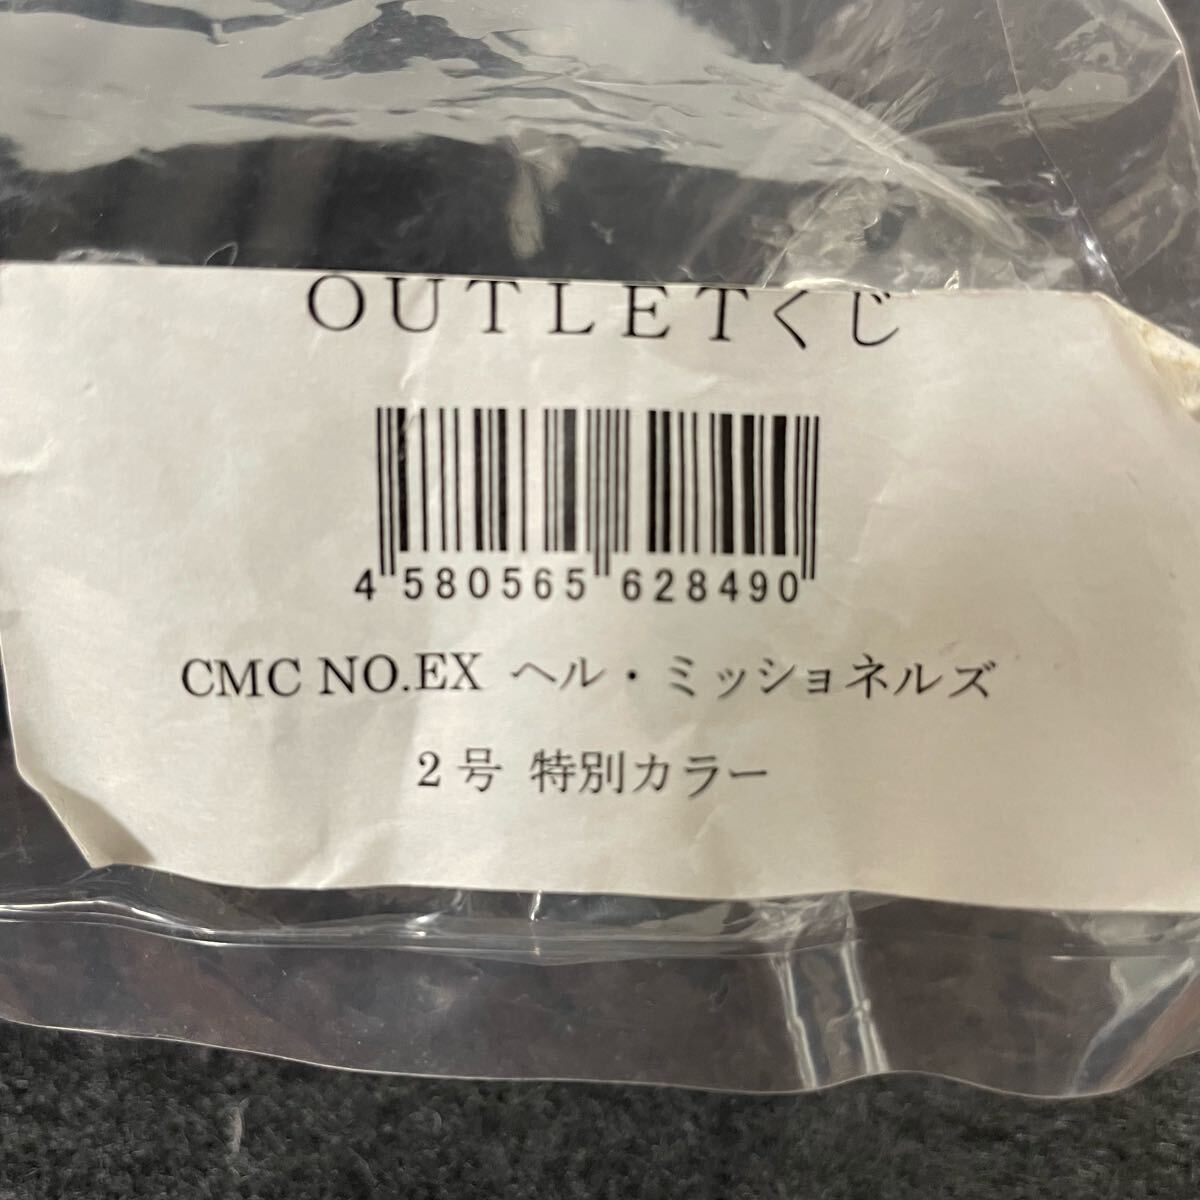 OUTLETくじ
4 580565 628490
CMC NO.EX ヘル・ミッショネルズ
2号 特別カラー